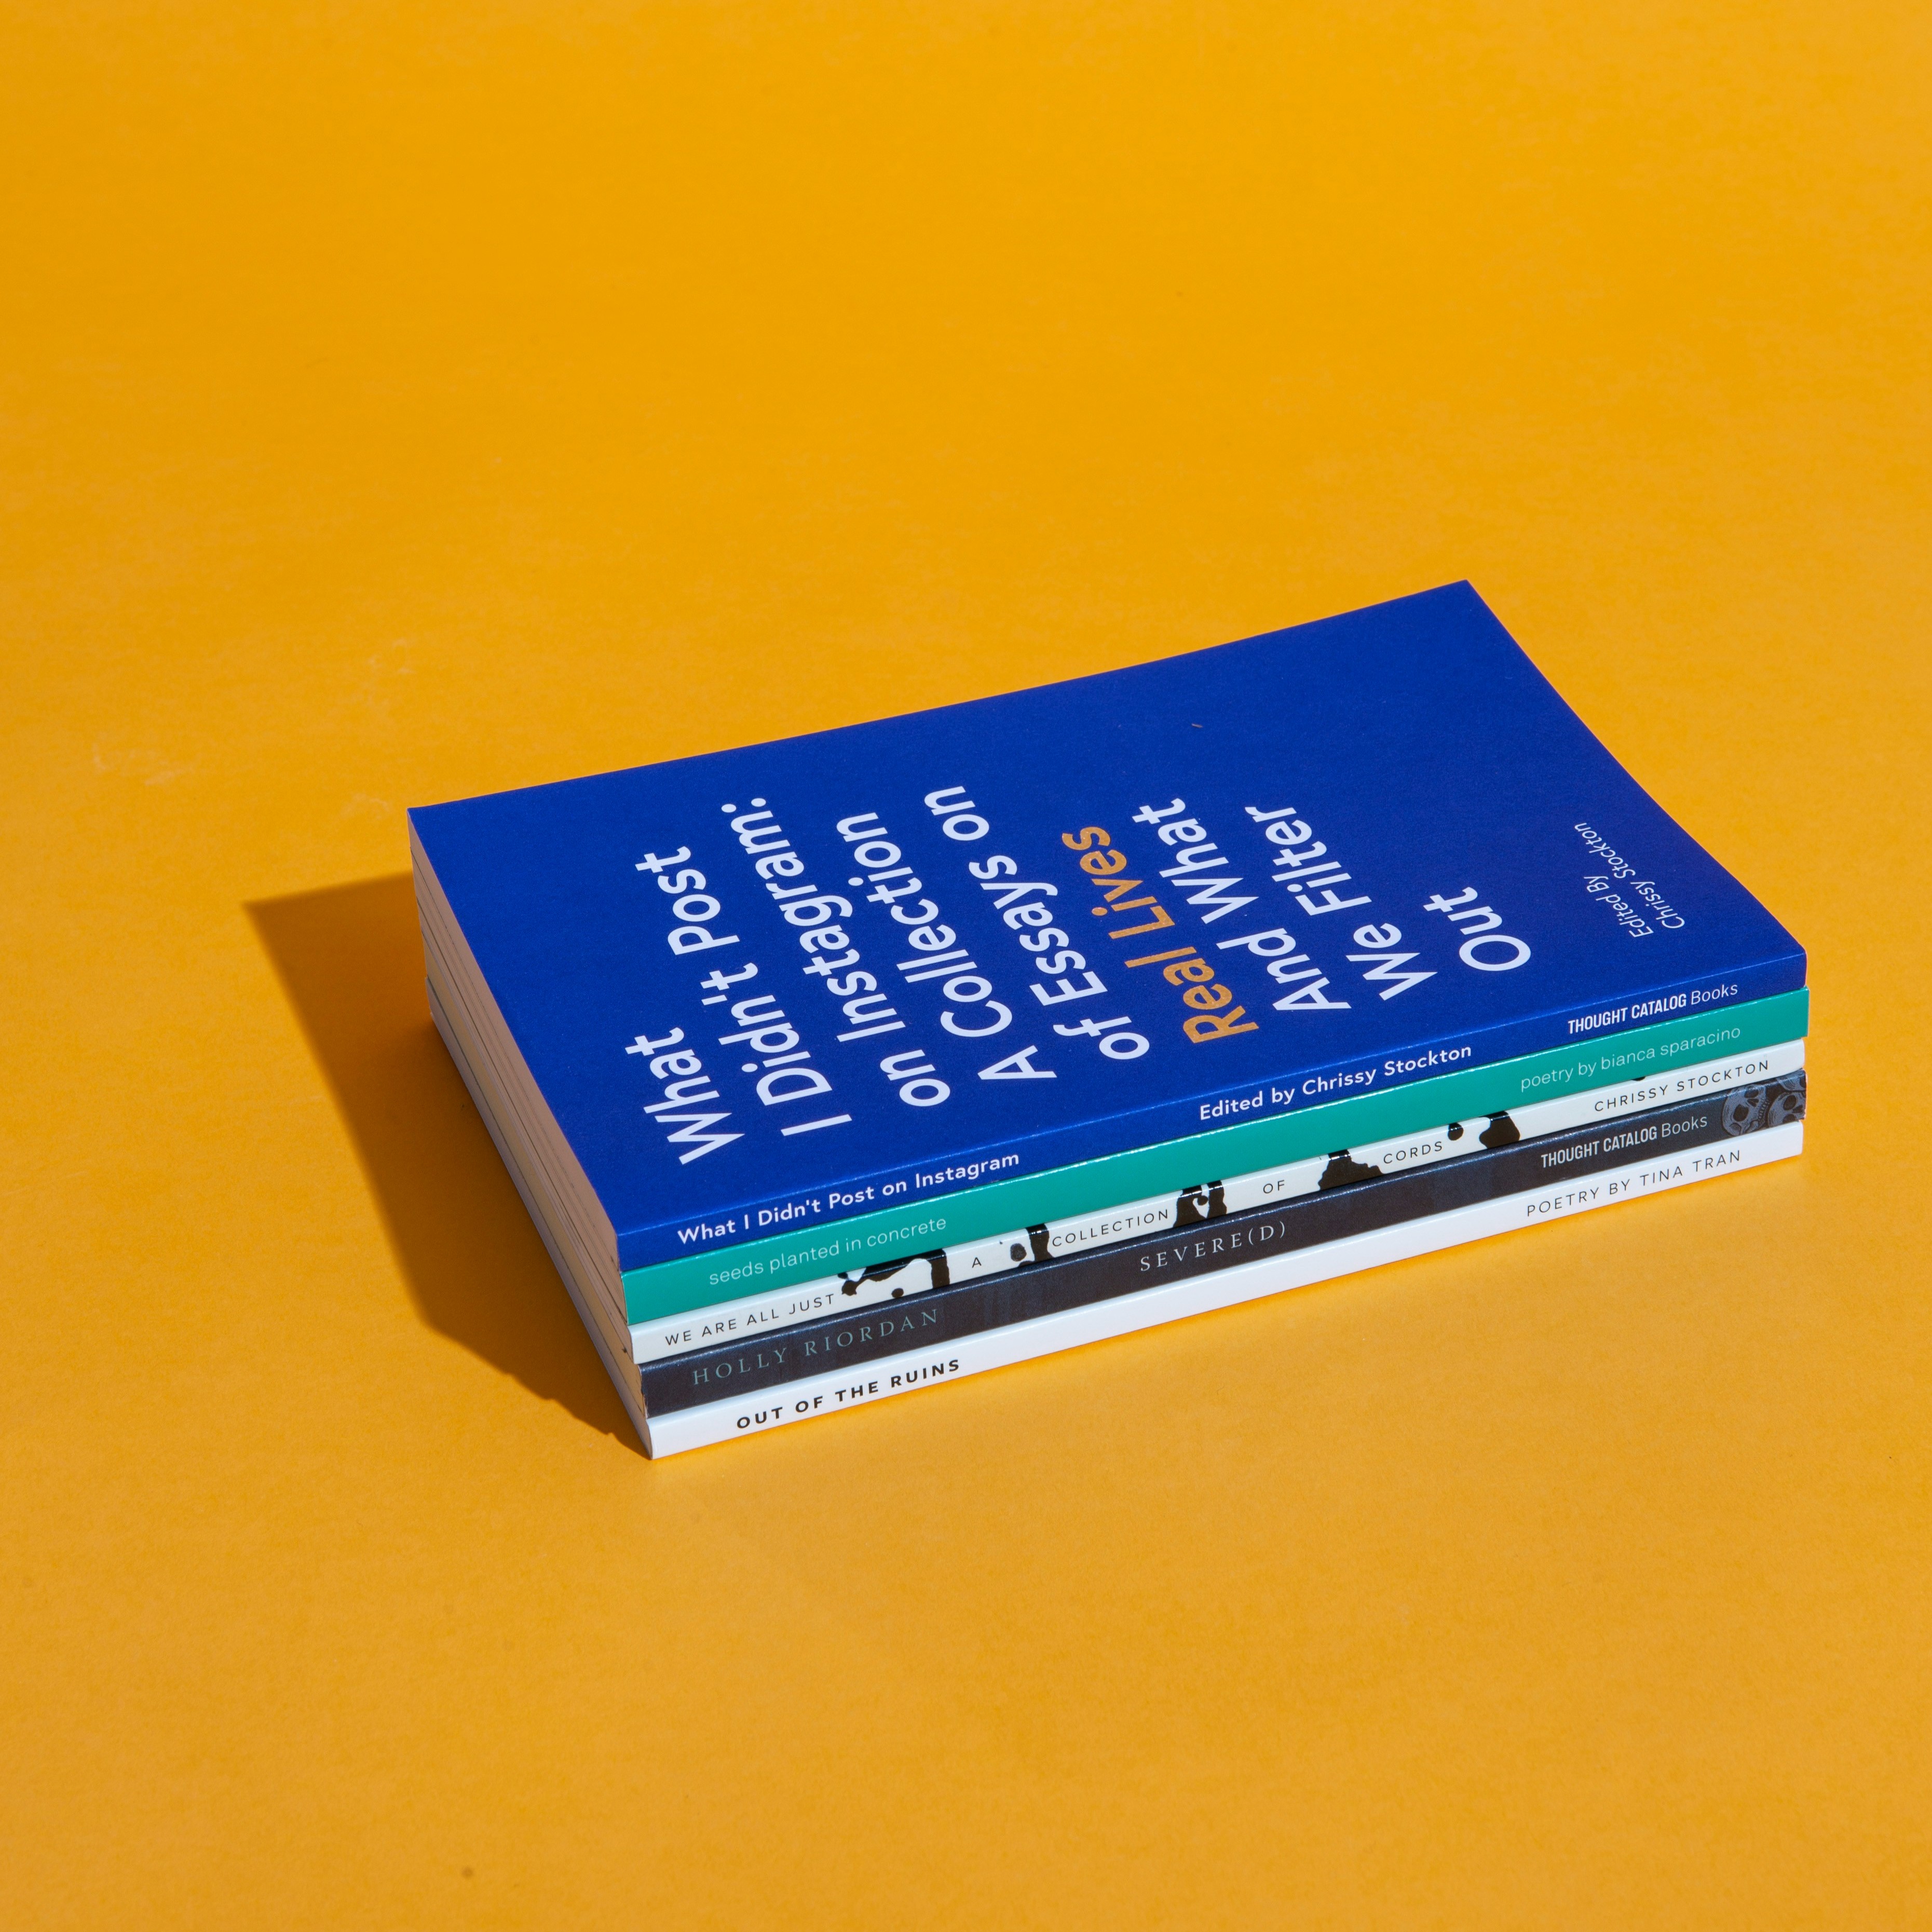 What
I Didn't Post
on Instagram:
A Collection
of Essays on
Real Lives
And What
We Filter
Out
Edited By
Chrissy Stockton
What I Didn't Post on Instagram Edited by Chrissy Stockton THOUGHT CATALOG Books
seeds planted in concrete poetry by bianca sparacino
WE ARE ALL JUST A COLLECTION OF CORDS CHRISSY STOCKTON
HOLLY RIORDAN SEVERE(D) THOUGHT CATALOG Books
OUT OF THE RUINS POETRY BY TINA TRAN